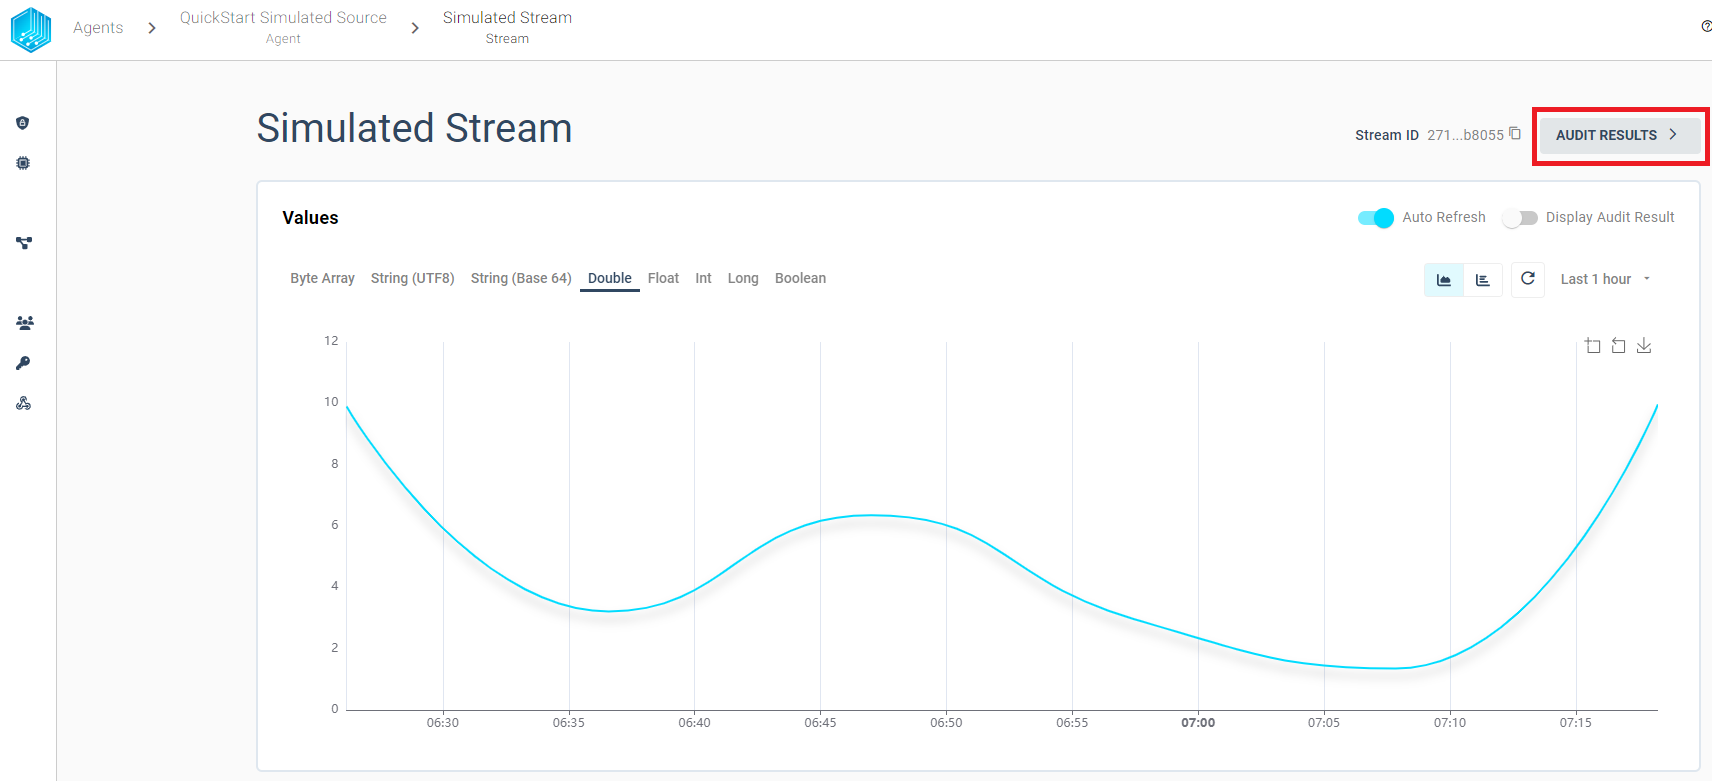 Agents
QuickStart Simulated Source
Agent
Simulated Stream
Stream
Simulated Stream
Stream ID 271...b8055
AUDIT RESULTS
Values
Auto Refresh
Display Audit Result
Byte Array String (UTF8) String (Base 64) Double Float Int Long Boolean
Last 1 hour
12
10
8
6
4
2
0
06:30 06:35 06:40 06:45 06:50 06:55 07:00 07:05 07:10 07:15